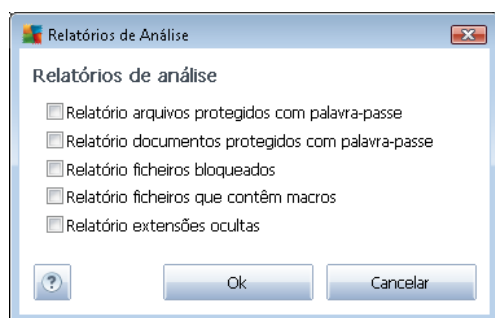 Relatórios de Análise
Relatórios de análise
Relatório arquivos protegidos com palavra-passe
Relatório documentos protegidos com palavra-passe
Relatório ficheiros bloqueados
Relatório ficheiros que contêm macros
Relatório extensões ocultas
?
Ok
Cancelar